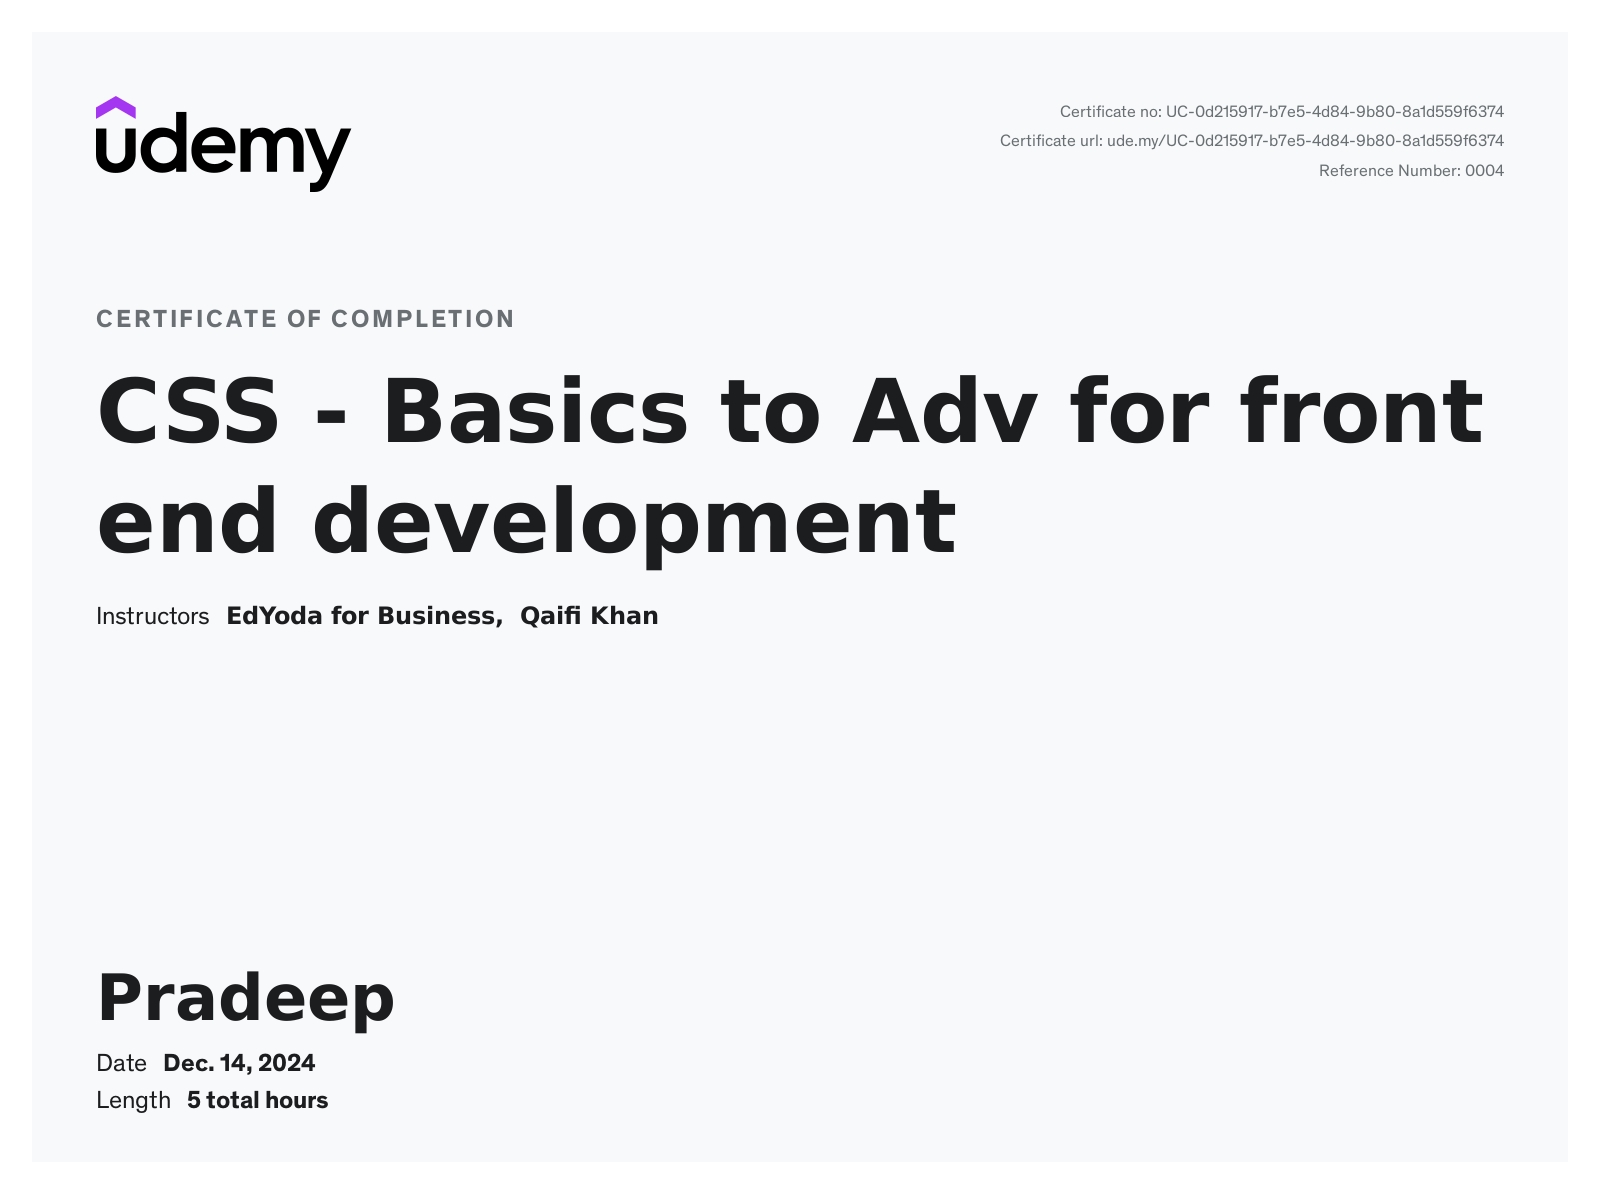 udemy
Certificate no: UC-0d215917-b7e5-4d84-9b80-8a1d559f6374
Certificate url: ude.my/UC-0d215917-b7e5-4d84-9b80-8a1d559f6374
Reference Number: 0004
CERTIFICATE OF COMPLETION
CSS - Basics to Adv for front
end development
Instructors EdYoda for Business, Qaifi Khan
Pradeep
Date Dec. 14, 2024
Length 5 total hours